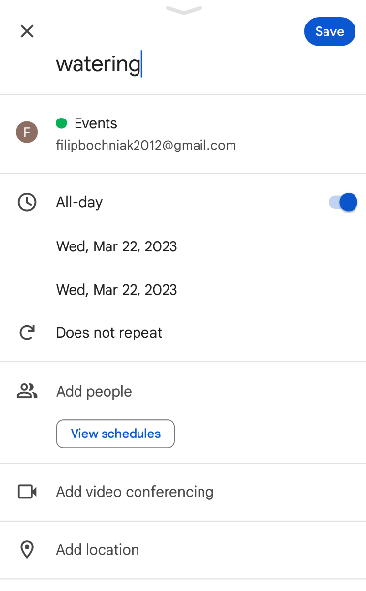 Save
watering
F
Events
filipbochniak2012@gmail.com
All-day
Wed, Mar 22, 2023
Wed, Mar 22, 2023
Does not repeat
Add people
View schedules
Add video conferencing
Add location